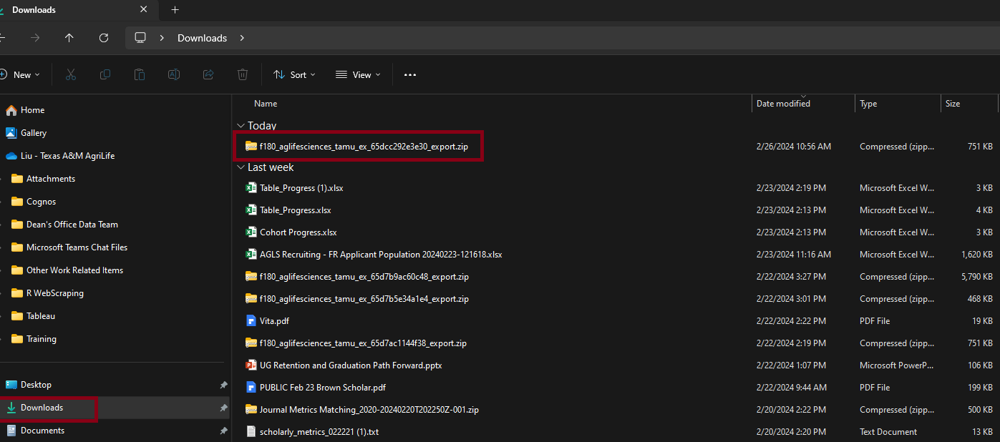 Downloads
Downloads
New
Sort
View
Name Date modified Type Size
Home
Gallery
Liu - Texas A&M AgriLife
Attachments
Cognos
Dean's Office Data Team
Microsoft Teams Chat Files
Other Work Related Items
R WebScraping
Tableau
Training
Desktop
Downloads
Documents
Today
f180_aglifesciences_tamu_ex_65dcc292e3e30_export.zip 2/26/2024 10:56 AM Compressed (zipp... 751 KB
Last week
Table_Progress (1).xlsx 2/23/2024 2:19 PM Microsoft Excel W... 3 KB
Table_Progress.xlsx 2/23/2024 2:13 PM Microsoft Excel W... 4 KB
Cohort Progress.xlsx 2/23/2024 2:13 PM Microsoft Excel W... 3 KB
AGLS Recruiting - FR Applicant Population 20240223-121618.xlsx 2/23/2024 11:16 AM Microsoft Excel W... 1,620 KB
f180_aglifesciences_tamu_ex_65d7b9ac60c48_export.zip 2/22/2024 3:27 PM Compressed (zipp... 5,790 KB
f180_aglifesciences_tamu_ex_65d7b5e34a1e4_export.zip 2/22/2024 3:01 PM Compressed (zipp... 468 KB
Vita.pdf 2/22/2024 2:24 PM PDF File 19 KB
f180_aglifesciences_tamu_ex_65d7ac1144f38_export.zip 2/22/2024 2:19 PM Compressed (zipp... 751 KB
UG Retention and Graduation Path Forward.pptx 2/22/2024 1:07 PM Microsoft PowerP... 106 KB
PUBLIC Feb 23 Brown Scholar.pdf 2/22/2024 9:44 AM PDF File 199 KB
Journal Metrics Matching_2020-20240220T202250Z-001.zip 2/20/2024 2:22 PM Compressed (zipp... 500 KB
scholarly_metrics_022221 (1).txt 2/20/2024 2:20 PM Text Document 13 KB